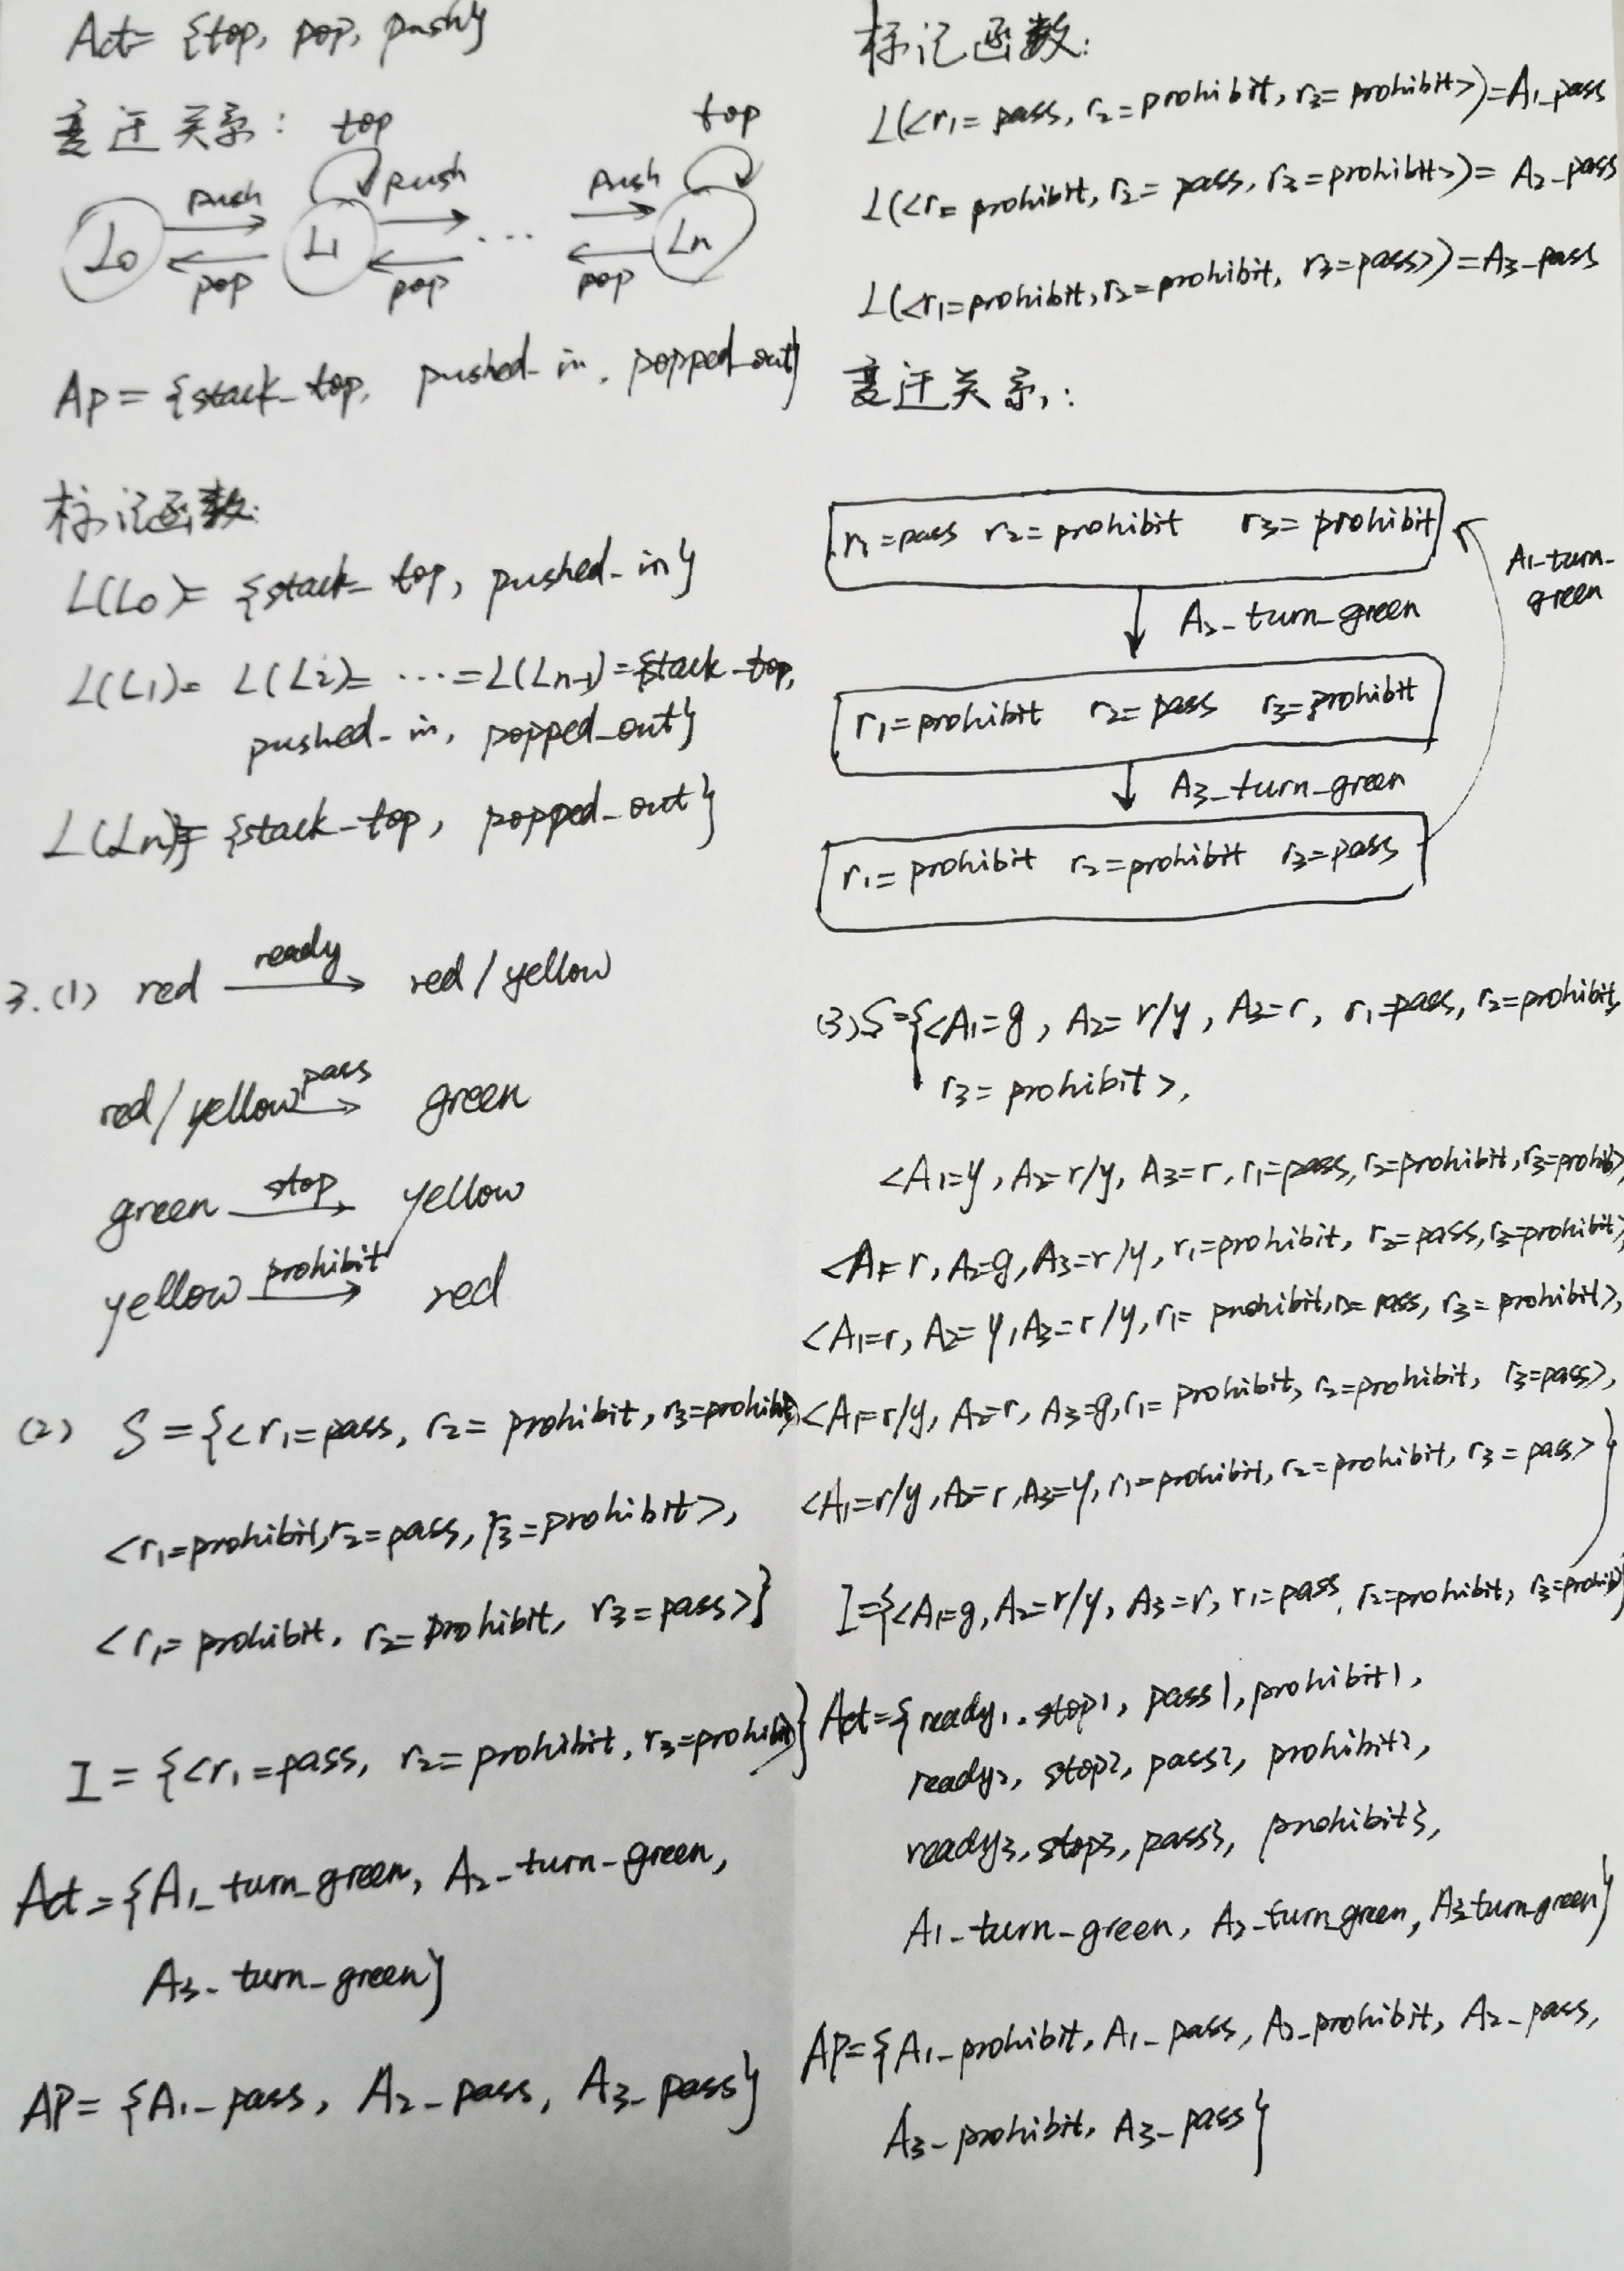 Act = {top, pop, push}
变迁关系:
top
top
push
push
push
L0
L1
...
Ln
pop
pop
pop
AP = {stack_top, pushed_in, popped_out}
标记函数:
L(L0) = {stack_top, pushed_in}
L(L1) = L(L2) = ... = L(Ln-1) = {stack_top,
pushed_in, popped_out}
L(Ln) = {stack_top, popped_out}
3.(1) red ready→ red/yellow
red/yellow pass→ green
green stop→ yellow
yellow prohibit→ red
(2) S = {<r1=pass, r2=prohibit, r3=prohibit>,
<r1=prohibit, r2=pass, r3=prohibit>,
<r1=prohibit, r2=prohibit, r3=pass>}
I = {<r1=pass, r2=prohibit, r3=prohibit>}
Act = {A1_turn_green, A2_turn_green,
A3_turn_green}
AP = {A1_pass, A2_pass, A3_pass}
标记函数:
L(<r1=pass, r2=prohibit, r3=prohibit>)=A1_pass
L(<r=prohibit, r2=pass, r3=prohibit>)=A2_pass
L(<r1=prohibit, r2=prohibit, r3=pass>)=A3_pass
变迁关系:
r1=pass r2=prohibit r3=prohibit
A1_turn_green
A2_turn_green
r1=prohibit r2=pass r3=prohibit
A3_turn_green
r1=prohibit r2=prohibit r3=pass
(3) S={<A1=g, A2=r/y, A3=r, r1=pass, r2=prohibit,
r3=prohibit>,
<A1=y, A2=r/y, A3=r, r1=pass, r2=prohibit, r3=prohib>,
<A1=r, A2=g, A3=r/y, r1=prohibit, r2=pass, r3=prohibit>,
<A1=r, A2=y, A3=r/y, r1=prohibit, r2=pass, r3=prohibit>,
<A1=r/y, A2=r, A3=g, r1=prohibit, r2=prohibit, r3=pass>,
<A1=r/y, A2=r, A3=y, r1=prohibit, r2=prohibit, r3=pass>}
I={<A1=g, A2=r/y, A3=r, r1=pass, r2=prohibit, r3=prohib}
Act={ready1, stop1, pass1, prohibit1,
ready2, stop2, pass2, prohibit2,
ready3, stop3, pass3, prohibit3,
A1_turn_green, A2_turn_green, A3_turn_green}
AP={A1_prohibit, A1_pass, A2_prohibit, A2_pass,
A3_prohibit, A3_pass}